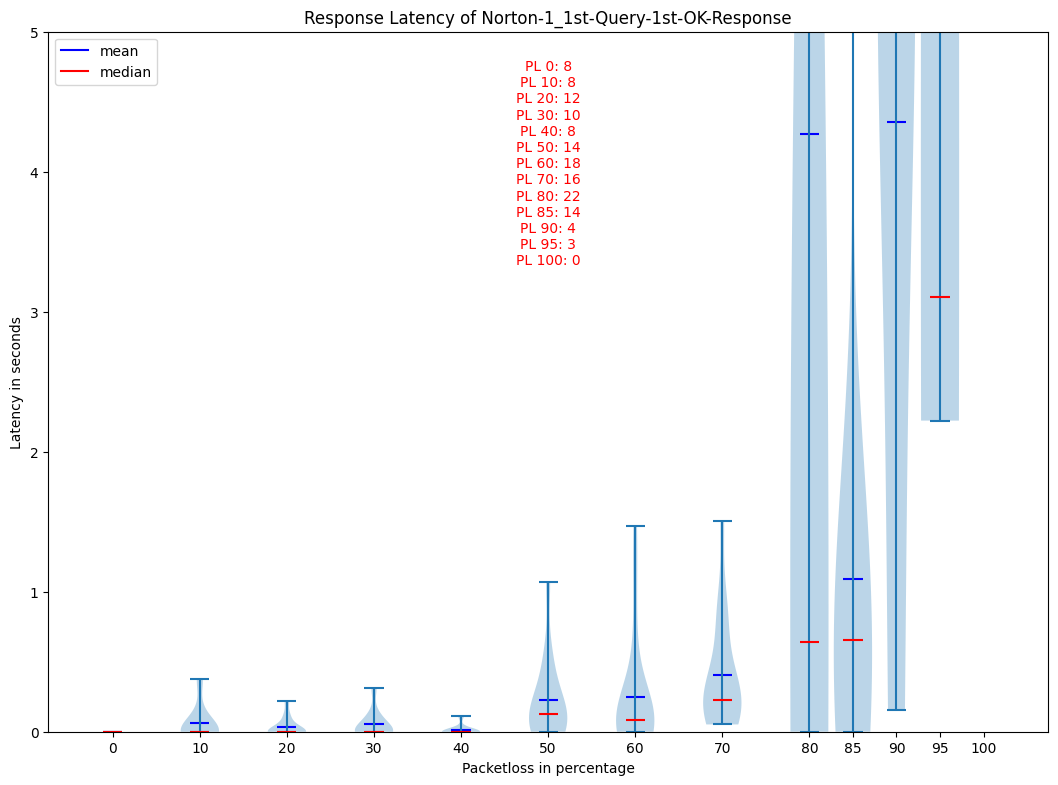 Response Latency of Norton-1_1st-Query-1st-OK-Response
mean
median
PL 0: 8
PL 10: 8
PL 20: 12
PL 30: 10
PL 40: 8
PL 50: 14
PL 60: 18
PL 70: 16
PL 80: 22
PL 85: 14
PL 90: 4
PL 95: 3
PL 100: 0
Latency in seconds
5
4
3
2
1
0
0 10 20 30 40 50 60 70 80 85 90 95 100
Packetloss in percentage